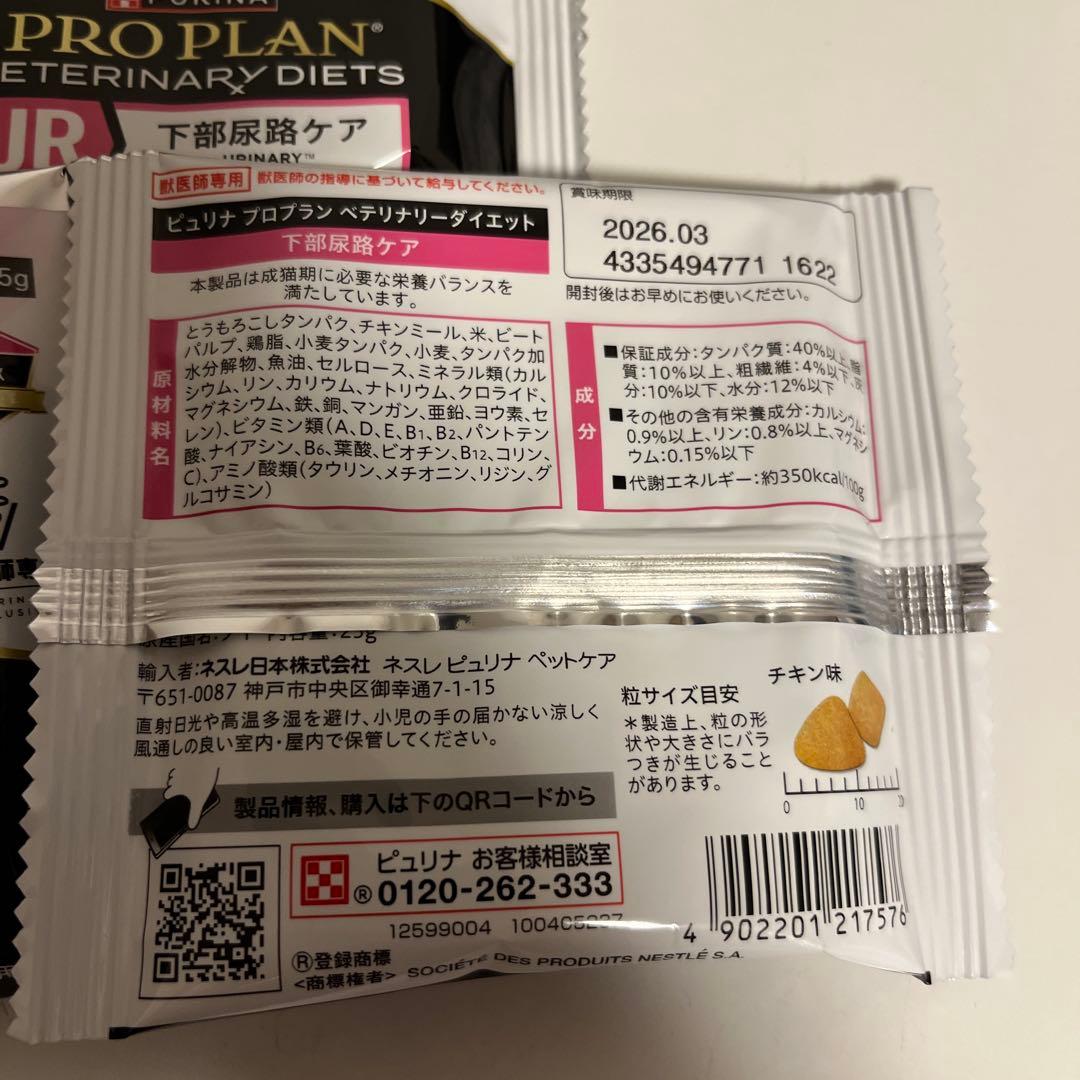 PURINA
PRO PLAN®
VETERINARY DIETS
UR
下部尿路ケア
URINARY™
5g
獣医師専用 獣医師の指導に基づいて給与してください。
ピュリナ プロプラン ベテリナリーダイエット
下部尿路ケア
本製品は成猫期に必要な栄養バランスを
満たしています。
賞味期限
2026.03
4335494771 1622
開封後はお早めにお使いください。
原材料名
とうもろこしタンパク、チキンミール、米、ビート
パルプ、鶏脂、小麦タンパク、小麦、タンパク加
水分解物、魚油、セルロース、ミネラル類(カル
シウム、リン、カリウム、ナトリウム、クロライド、
マグネシウム、鉄、銅、マンガン、亜鉛、ヨウ素、セ
レン)、ビタミン類(A、D、E、B1、B2、パントテン
酸、ナイアシン、B6、葉酸、ビオチン、B12、コリン、
C)、アミノ酸類(タウリン、メチオニン、リジン、グ
ルコサミン)
成分
■保証成分:タンパク質:40%以上、脂
質:10%以上、粗繊維:4%以下、灰
分:10%以下、水分:12%以下
■その他の含有栄養成分:カルシウム:
0.9%以上、リン:0.8%以上、マグネシ
ウム:0.15%以下
■代謝エネルギー:約350kcal/100g
原産国名: 内容量:25g
輸入者:ネスレ日本株式会社 ネスレ ピュリナ ペットケア
〒651-0087 神戸市中央区御幸通7-1-15
直射日光や高温多湿を避け、小児の手の届かない涼しく
風通しの良い室内・屋内で保管してください。
チキン味
粒サイズ目安
＊製造上、粒の形
状や大きさにバラ
つきが生じること
があります。
0 10
製品情報、購入は下のQRコードから
ピュリナ お客様相談室
® 0120-262-333
12599004 100405237
®登録商標
<商標権者> SOCIÉTÉ DES PRODUITS NESTLÉ S.A.
4 902201 217576